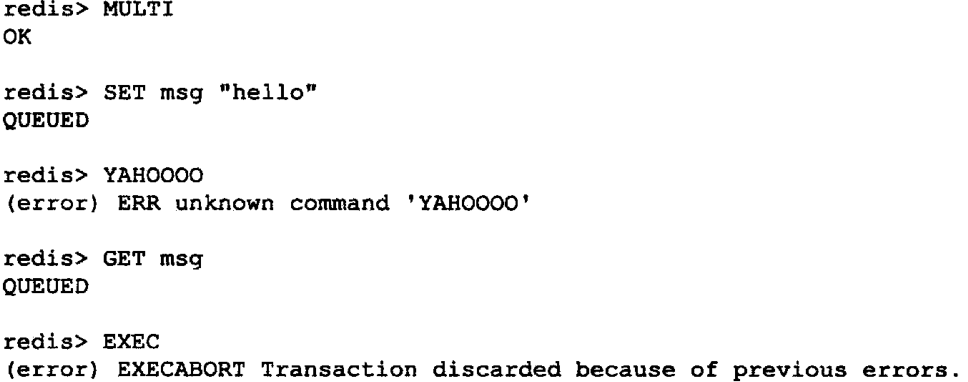 redis> MULTI
OK
redis> SET msg "hello"
QUEUED
redis> YAHOOOO
(error) ERR unknown command 'YAHOOOO'
redis> GET msg
QUEUED
redis> EXEC
(error) EXECABORT Transaction discarded because of previous errors.